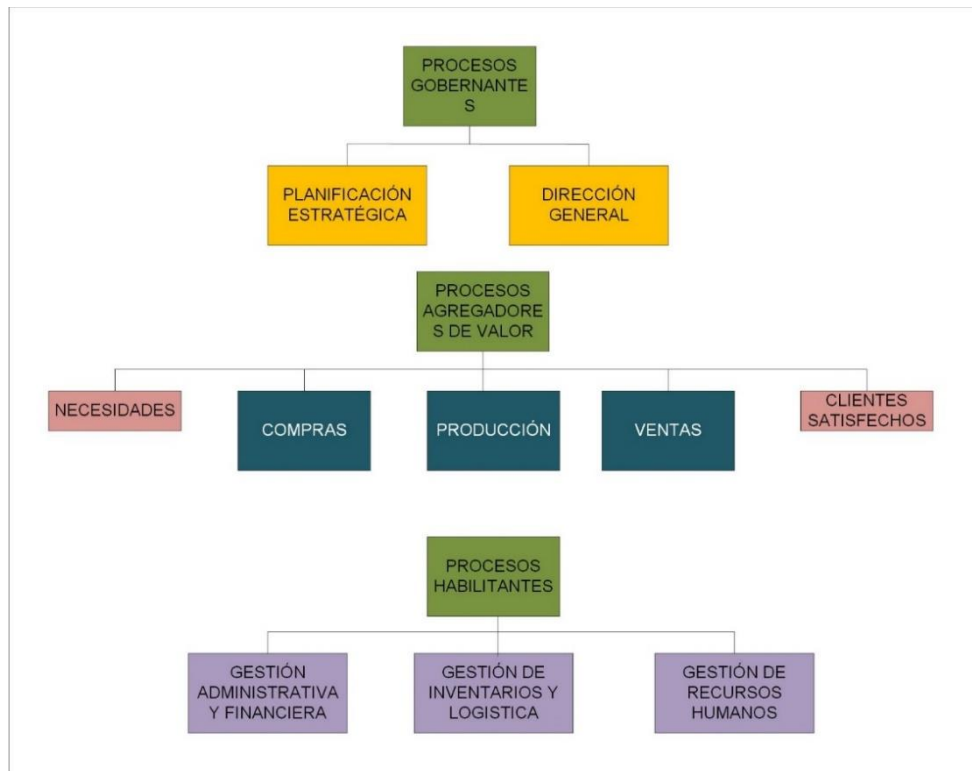 PROCESOS
GOBERNANTE
S
PLANIFICACIÓN
ESTRATÉGICA
DIRECCIÓN
GENERAL
PROCESOS
AGREGADORE
S DE VALOR
NECESIDADES
COMPRAS
PRODUCCIÓN
VENTAS
CLIENTES
SATISFECHOS
PROCESOS
HABILITANTES
GESTIÓN
ADMINISTRATIVA
Y FINANCIERA
GESTIÓN DE
INVENTARIOS Y
LOGISTICA
GESTIÓN DE
RECURSOS
HUMANOS